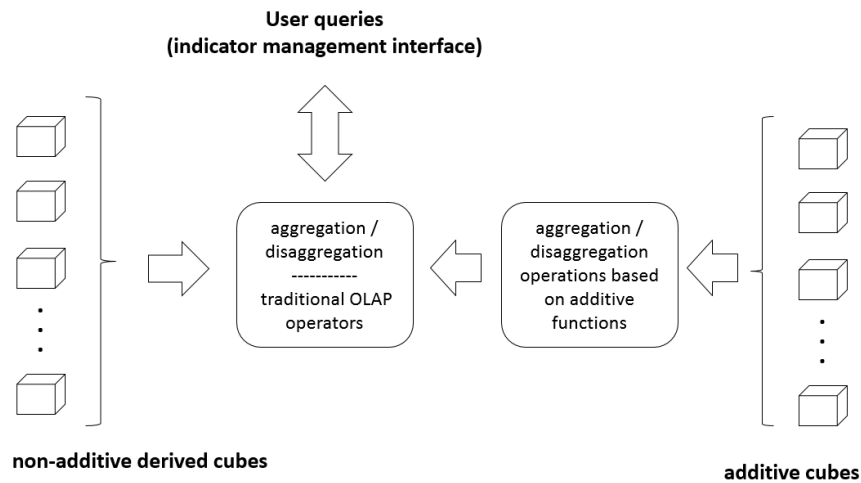 User queries
(indicator management interface)
aggregation /
disaggregation
-----------
traditional OLAP
operators
aggregation /
disaggregation
operations based
on additive
functions
non-additive derived cubes
additive cubes